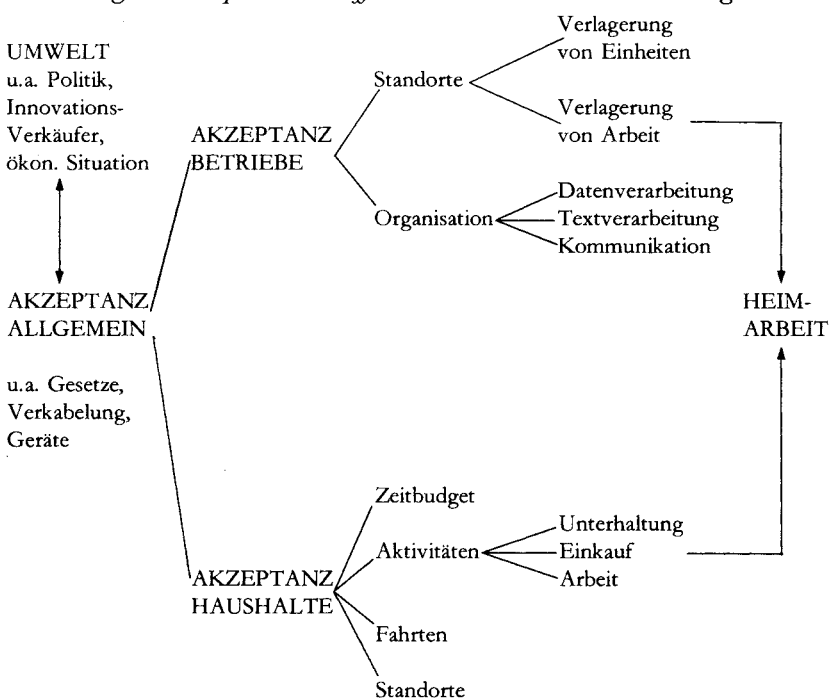 UMWELT
u.a. Politik,
Innovations-
Verkäufer,
ökon. Situation
AKZEPTANZ
ALLGEMEIN
u.a. Gesetze,
Verkabelung,
Geräte
AKZEPTANZ
BETRIEBE
Standorte
Verlagerung
von Einheiten
Verlagerung
von Arbeit
Organisation
Datenverarbeitung
Textverarbeitung
Kommunikation
HEIM-
ARBEIT
AKZEPTANZ
HAUSHALTE
Zeitbudget
Aktivitäten
Unterhaltung
Einkauf
Arbeit
Fahrten
Standorte